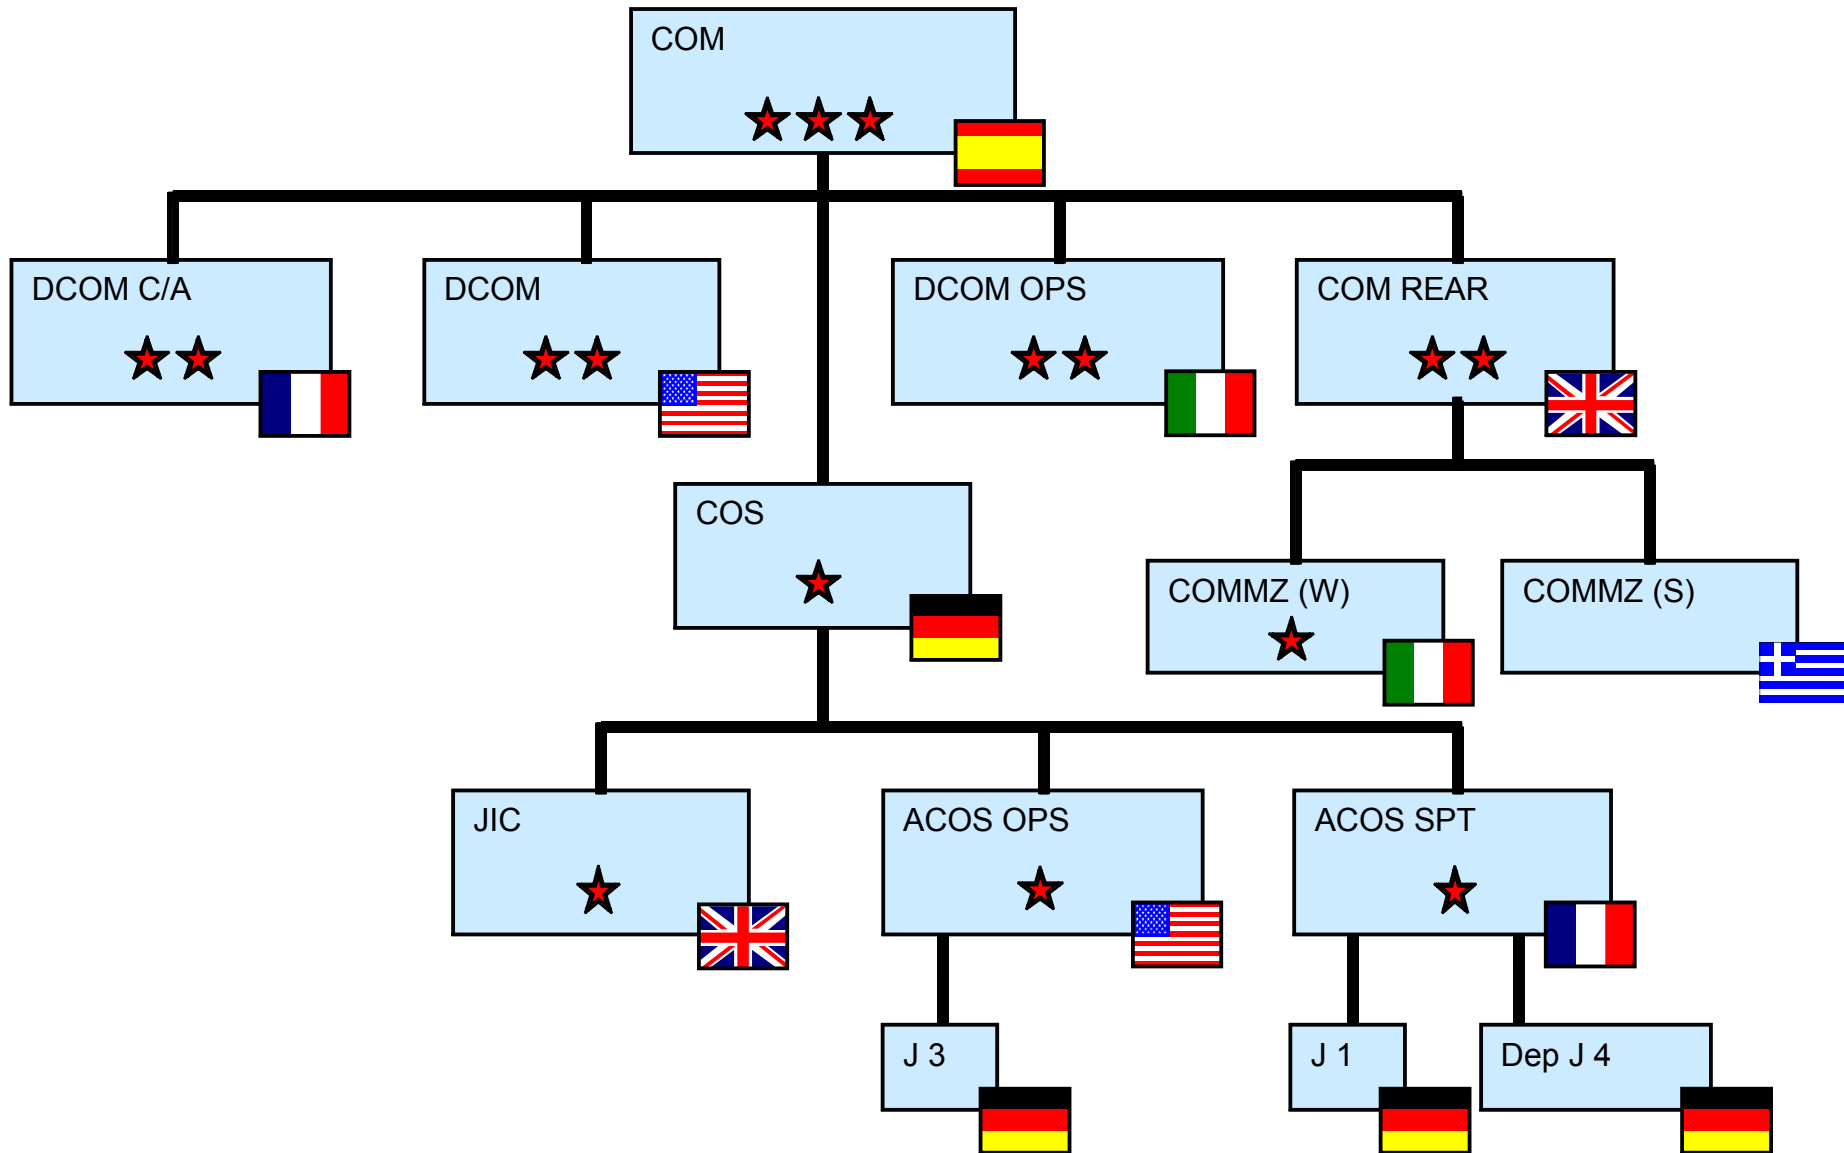 COM
DCOM C/A
DCOM
DCOM OPS
COM REAR
COS
COMMZ (W)
COMMZ (S)
JIC
ACOS OPS
ACOS SPT
J 3
J 1
Dep J 4